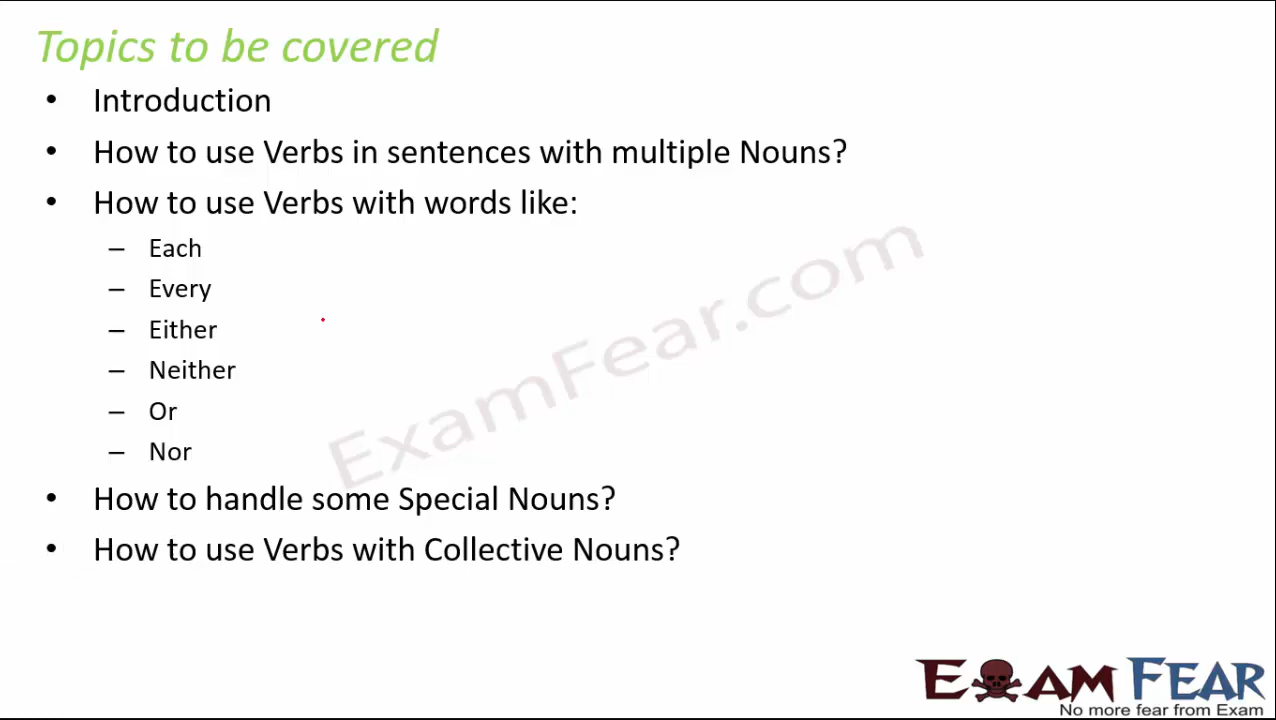 Topics to be covered
• Introduction
• How to use Verbs in sentences with multiple Nouns?
• How to use Verbs with words like:
– Each
– Every
– Either
– Neither
– Or
– Nor
• How to handle some Special Nouns?
• How to use Verbs with Collective Nouns?
ExamFear.com
EXAM FEAR
No more fear from Exam